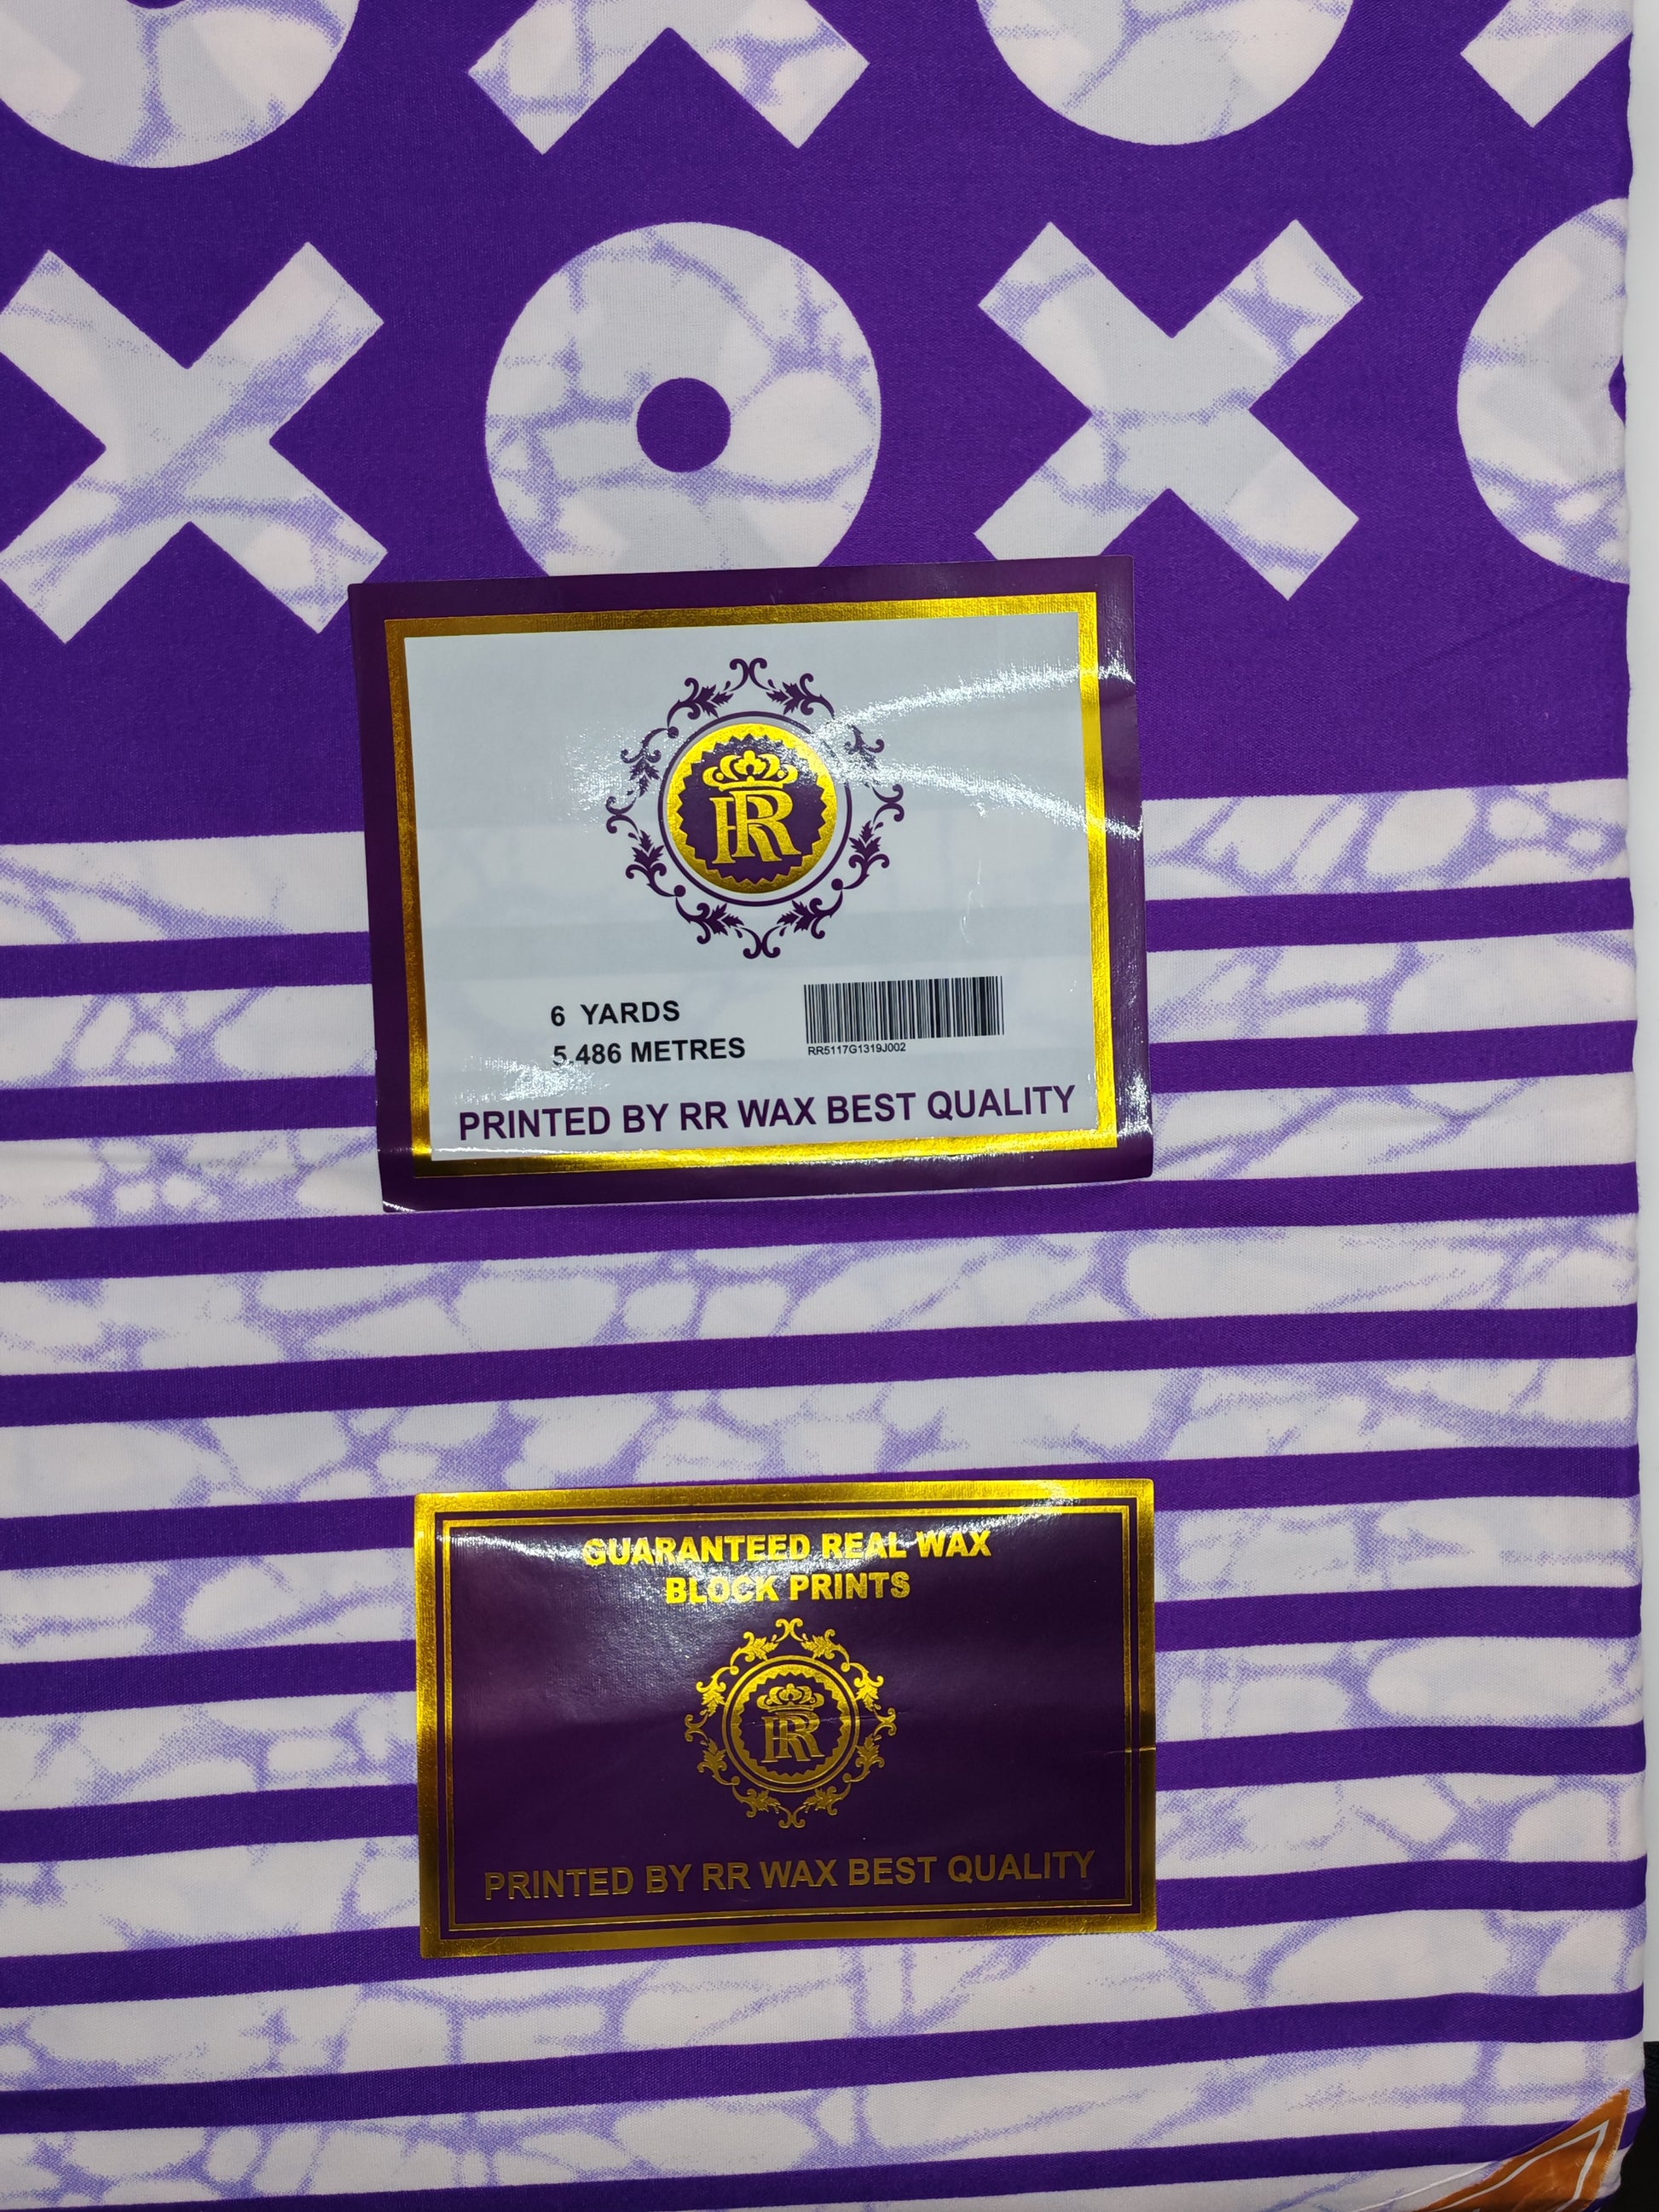 RR
6 YARDS
5.486 METRES
RR5117G1319J002
PRINTED BY RR WAX BEST QUALITY
GUARANTEED REAL WAX
BLOCK PRINTS
RR
PRINTED BY RR WAX BEST QUALITY